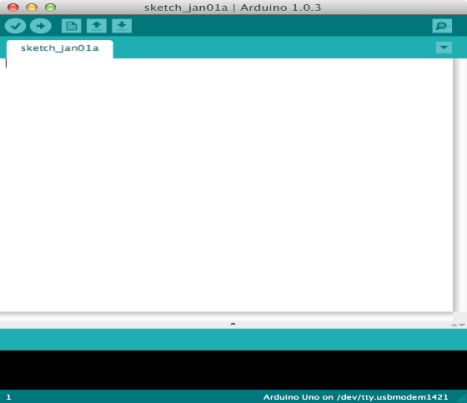 sketch_jan01a | Arduino 1.0.3
sketch_jan01a
1
Arduino Uno on /dev/tty.usbmodem1421